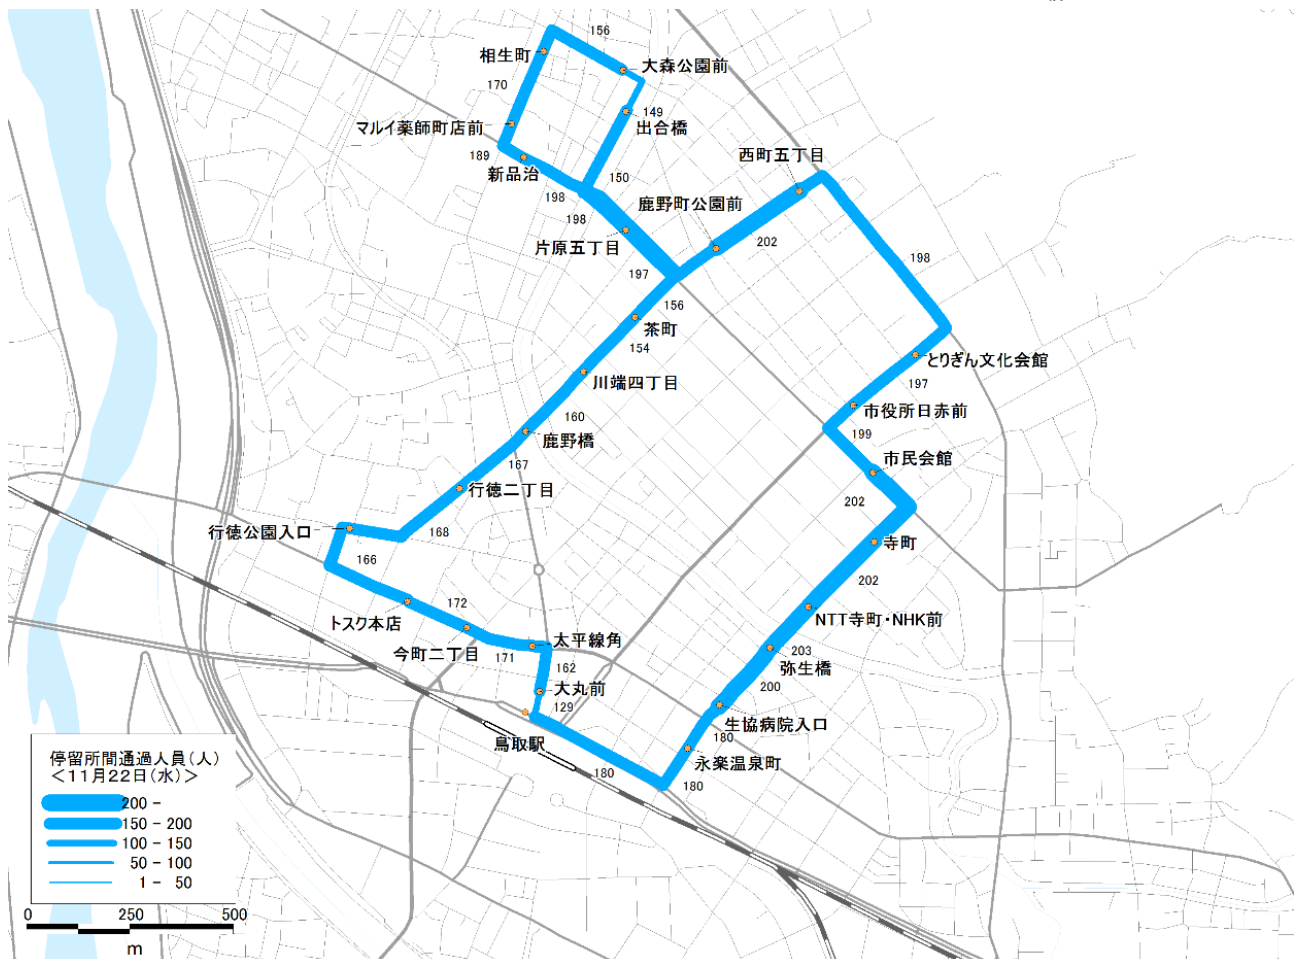 156
相生町
大森公園前
170
149
マルイ薬師町店前
出合橋
189
新品治
西町五丁目
150
198
鹿野町公園前
198
片原五丁目
202
197
198
156
茶町
154
とりぎん文化会館
川端四丁目
197
160
市役所日赤前
鹿野橋
199
167
市民会館
行徳二丁目
202
行徳公園入口
168
寺町
166
202
172
トスク本店
NTT寺町・NHK前
太平線角
今町二丁目
171
203
162
弥生橋
200
大丸前
129
生協病院入口
鳥取駅
180
永楽温泉町
180
180
停留所間通過人員(人)
<11月22日(水)>
200 -
150 - 200
100 - 150
50 - 100
1 - 50
0 250 500
m